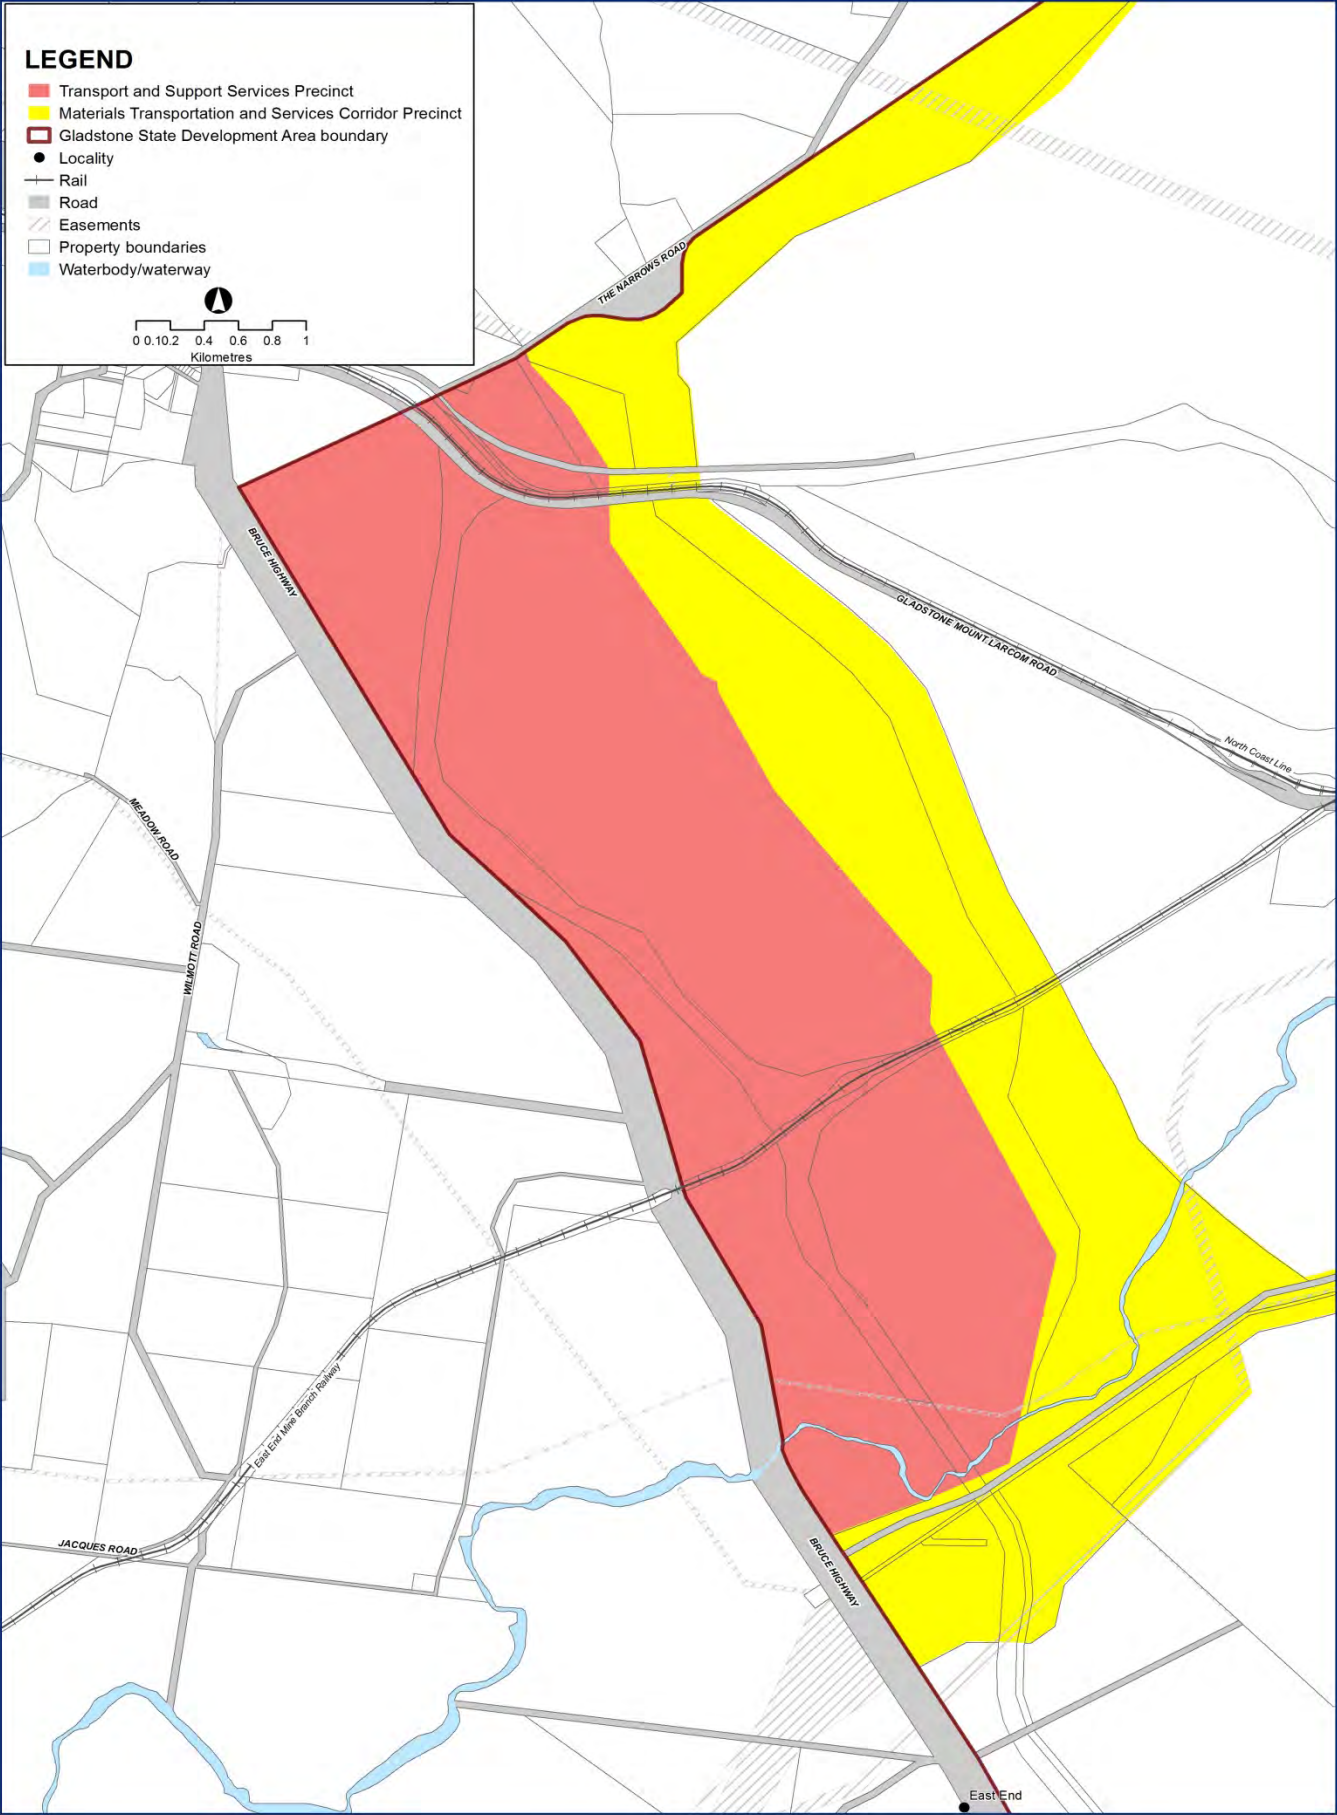 LEGEND
Transport and Support Services Precinct
Materials Transportation and Services Corridor Precinct
Gladstone State Development Area boundary
Locality
Rail
Road
Easements
Property boundaries
Waterbody/waterway
0 0.10.2 0.4 0.6 0.8 1
Kilometres
THE NARROWS ROAD
BRUCE HIGHWAY
GLADSTONE MOUNT LARCOM ROAD
North Coast Line
MEADOW ROAD
WILMOTT ROAD
East End Mine Branch Railway
JACQUES ROAD
BRUCE HIGHWAY
East End